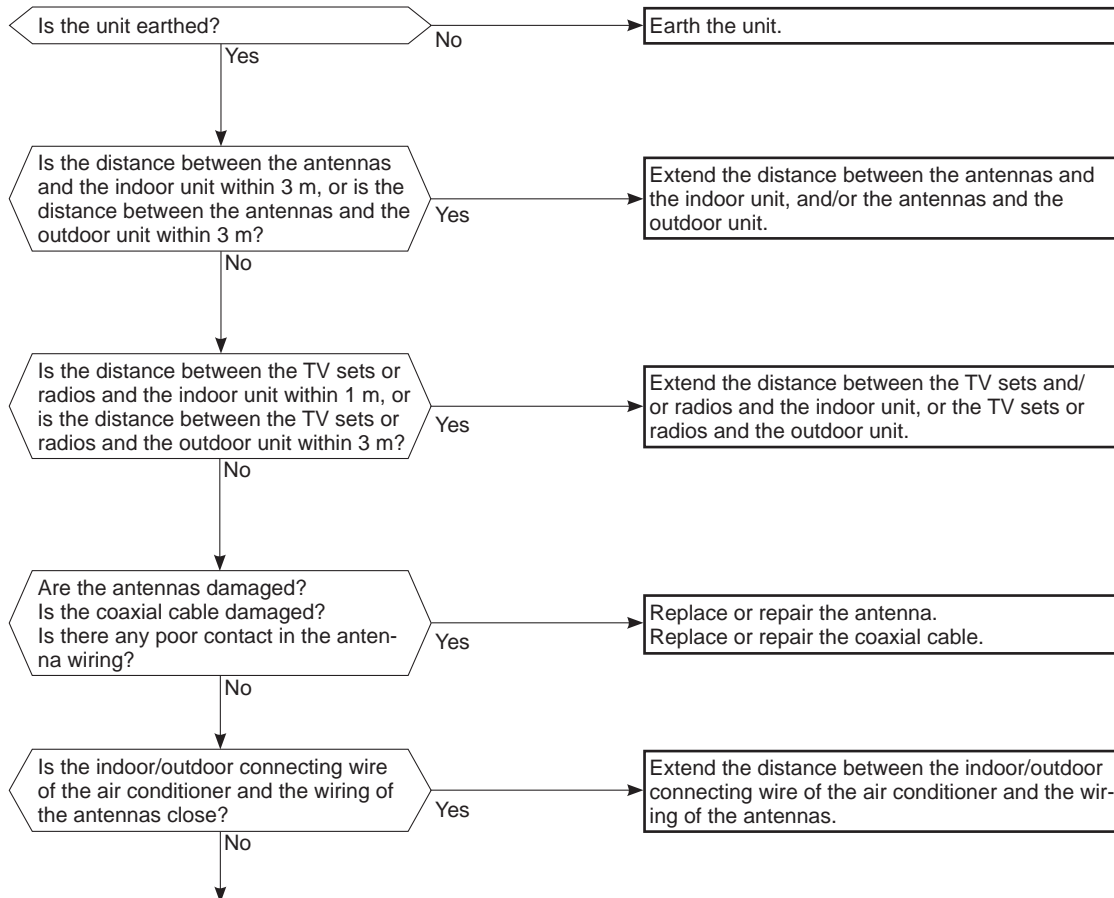 Is the unit earthed?
No
Earth the unit.
Yes
Is the distance between the antennas
and the indoor unit within 3 m, or is the
distance between the antennas and the
outdoor unit within 3 m?
Yes
Extend the distance between the antennas and
the indoor unit, and/or the antennas and the
outdoor unit.
No
Is the distance between the TV sets or
radios and the indoor unit within 1 m, or
is the distance between the TV sets or
radios and the outdoor unit within 3 m?
Yes
Extend the distance between the TV sets and/
or radios and the indoor unit, or the TV sets or
radios and the outdoor unit.
No
Are the antennas damaged?
Is the coaxial cable damaged?
Is there any poor contact in the anten-
na wiring?
Yes
Replace or repair the antenna.
Replace or repair the coaxial cable.
No
Is the indoor/outdoor connecting wire
of the air conditioner and the wiring of
the antennas close?
Yes
Extend the distance between the indoor/outdoor
connecting wire of the air conditioner and the wir-
ing of the antennas.
No